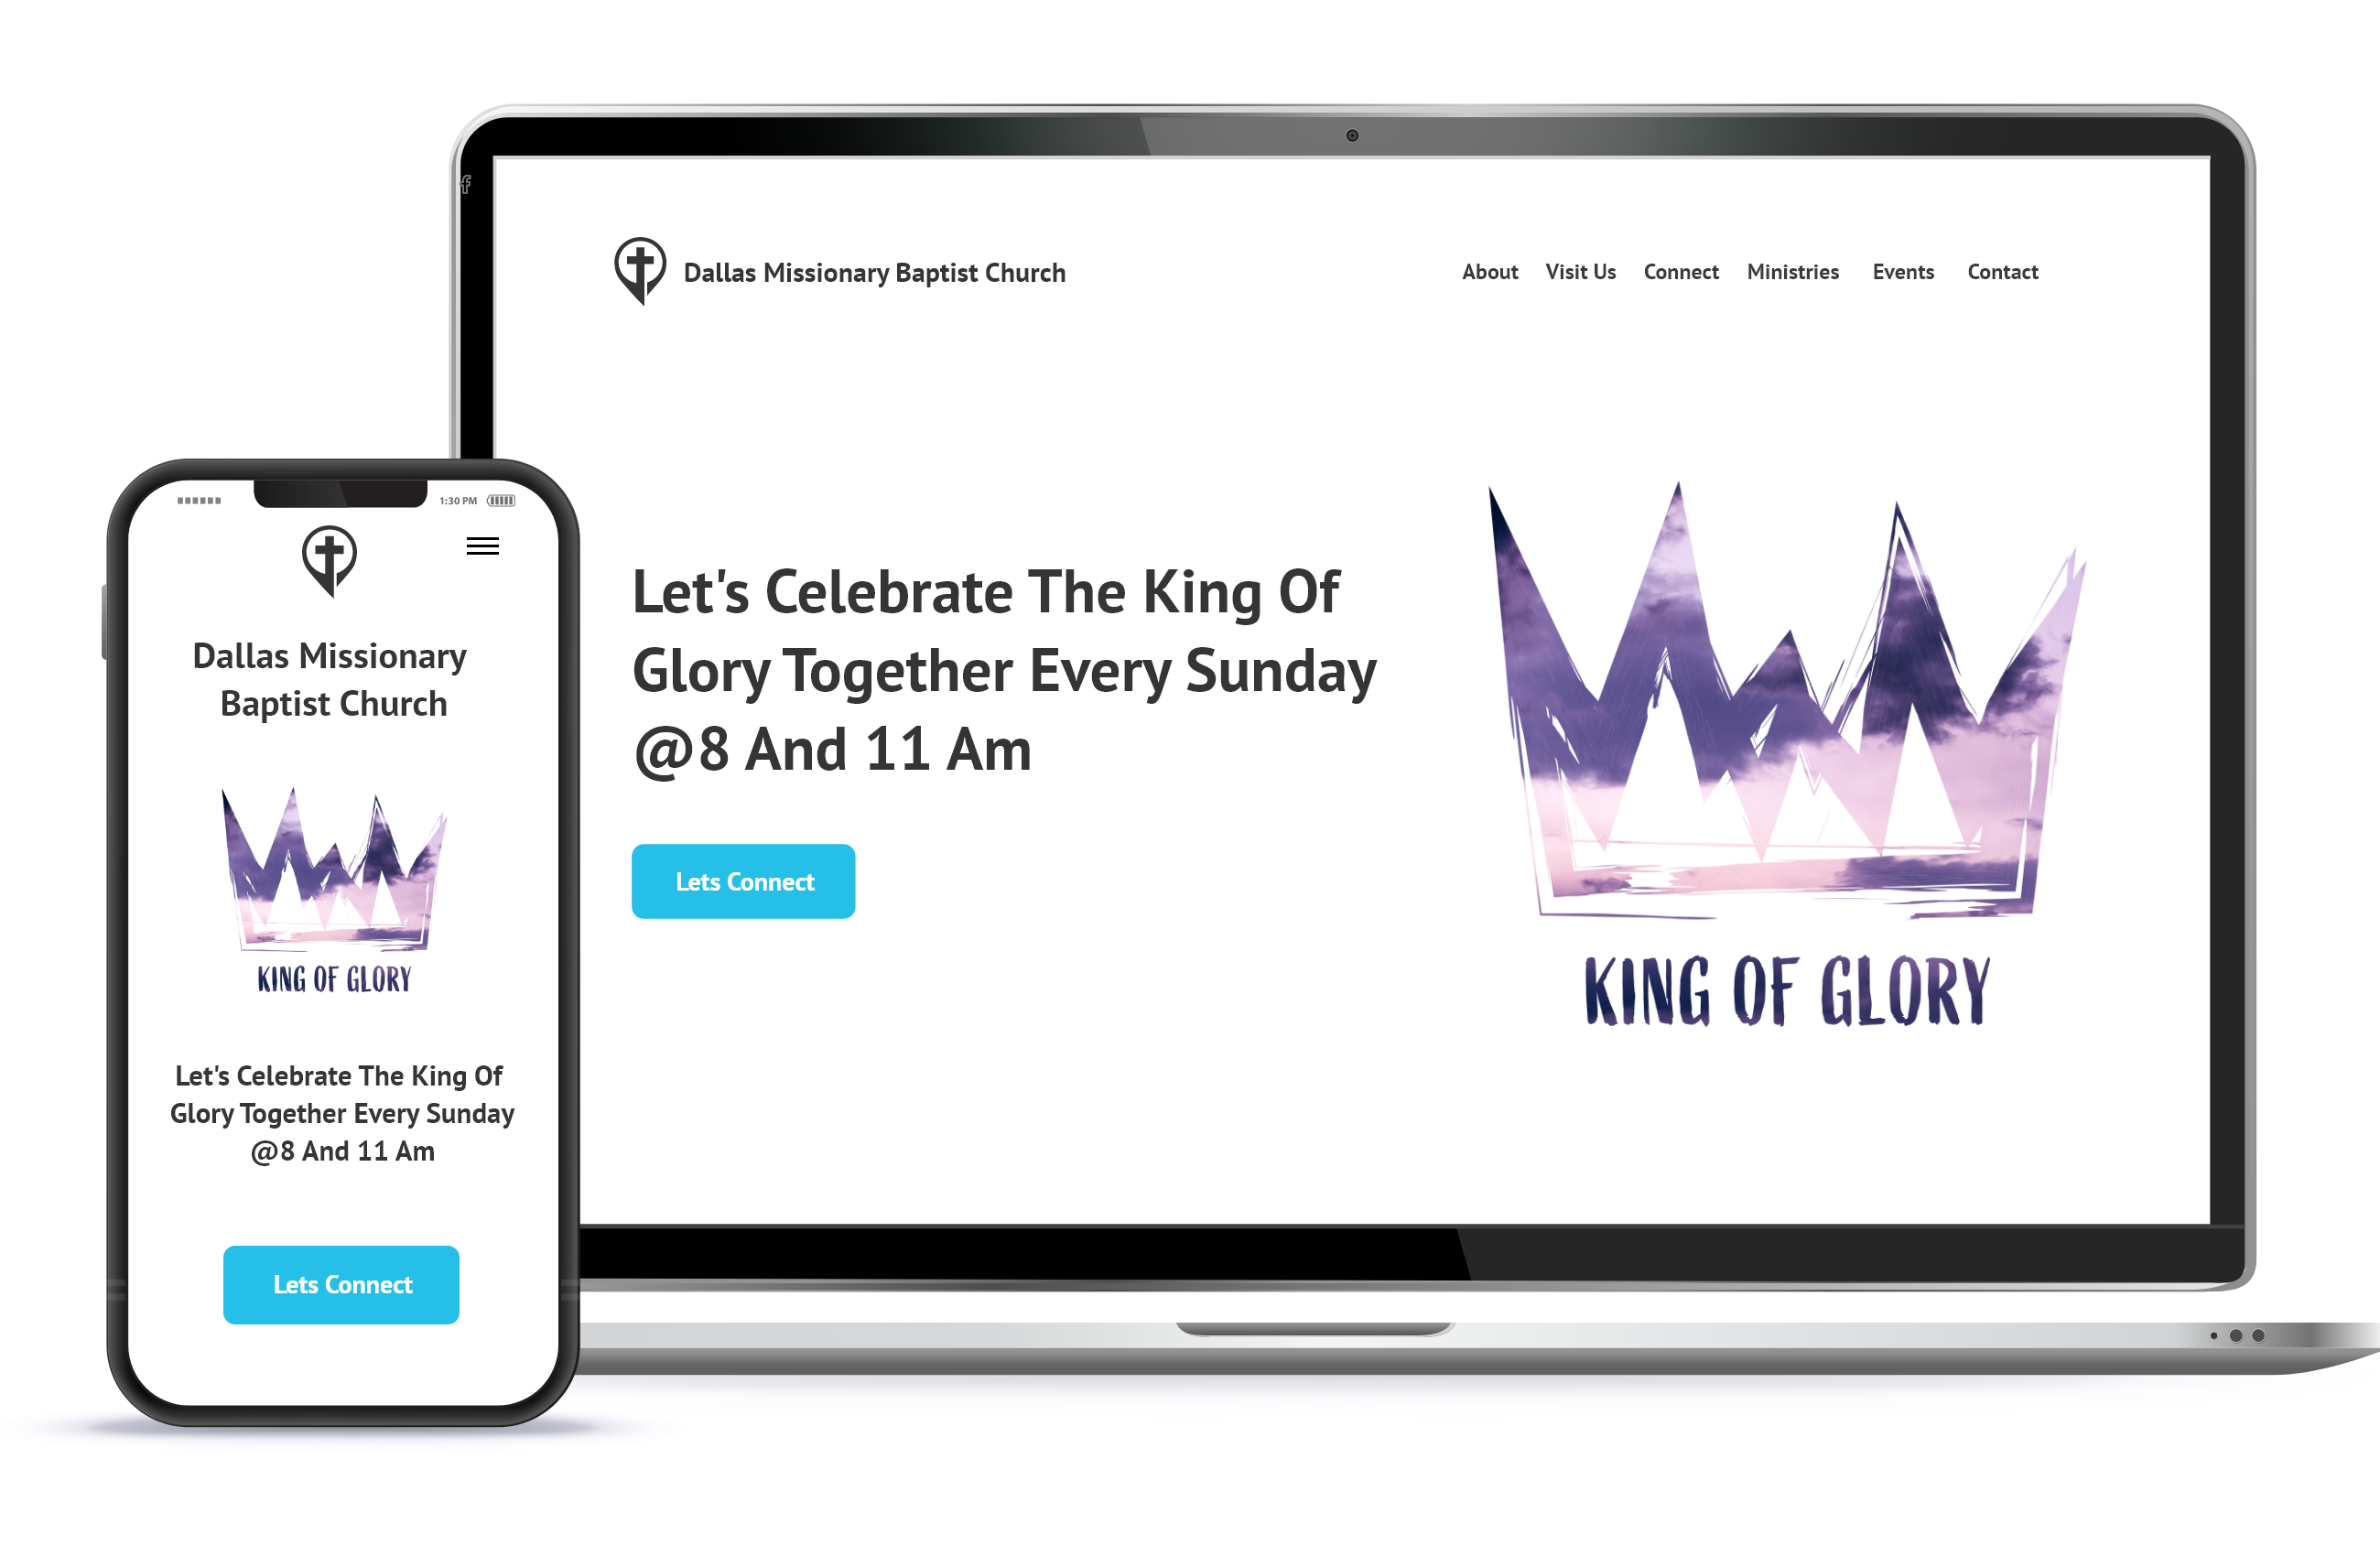 Dallas Missionary Baptist Church
About Visit Us Connect Ministries Events Contact
Let's Celebrate The King Of
Glory Together Every Sunday
@8 And 11 Am
Lets Connect
KING OF GLORY
1:30 PM
Dallas Missionary
Baptist Church
KING OF GLORY
Let's Celebrate The King Of
Glory Together Every Sunday
@8 And 11 Am
Lets Connect